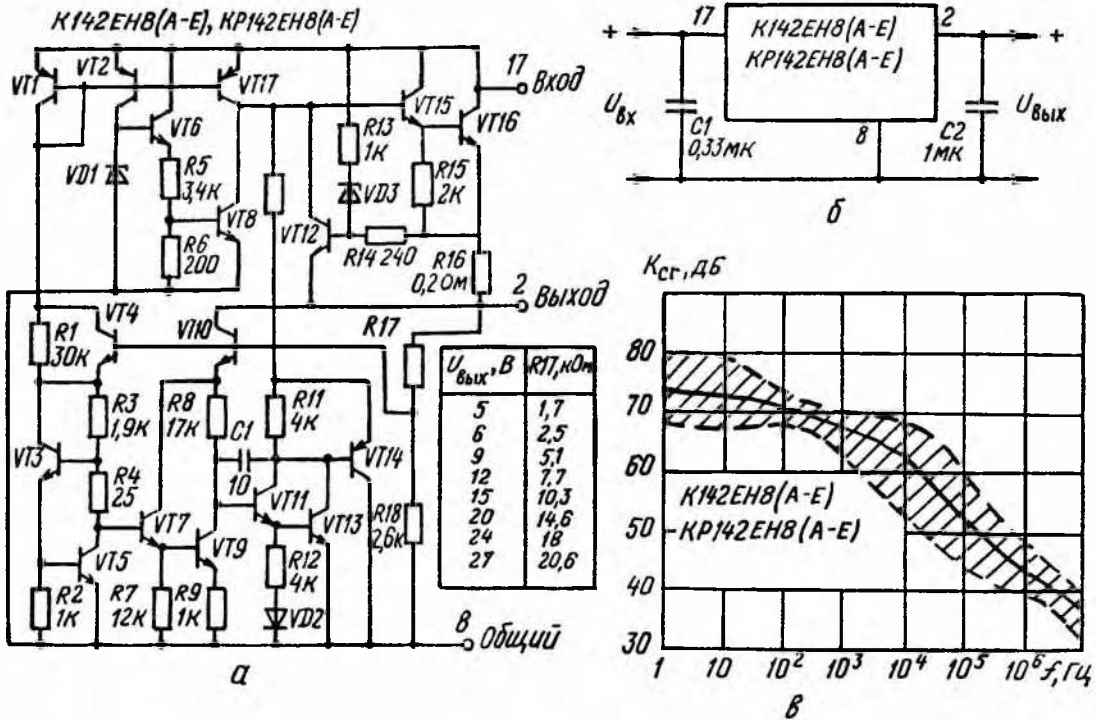 К142ЕН8(А-Е), КР142ЕН8(А-Е)
VT1
VT2
VT17
VT6
VD1
R5
3,4к
VT8
R6
200
R13
1к
VD3
VT15
VT16
17
Вход
R15
2к
VT12
R14 240
R16
0,2Ом
2
Выход
VT4
VT10
R17
R1
30к
R3
1,9к
R8
17к
C1
10
R11
4к
VT14
VT3
R4
25
VT7
VT9
VT11
VT13
R18
2,6к
VT5
R12
4к
R2
1к
R7
12к
R9
1к
VD2
8
Общий
а
Uвых, В R17, кОм
5 1,7
6 2,5
9 5,1
12 7,7
15 10,3
20 14,6
24 18
27 20,6
+ 17
К142ЕН8(А-Е)
КР142ЕН8(А-Е)
2 +
Uвх
C1
0,33мк
8
C2
1мк
Uвых
б
Kсг, дБ
80
70
60
50
40
30
К142ЕН8(А-Е)
КР142ЕН8(А-Е)
1 10 10² 10³ 10⁴ 10⁵ 10⁶ f, Гц
в